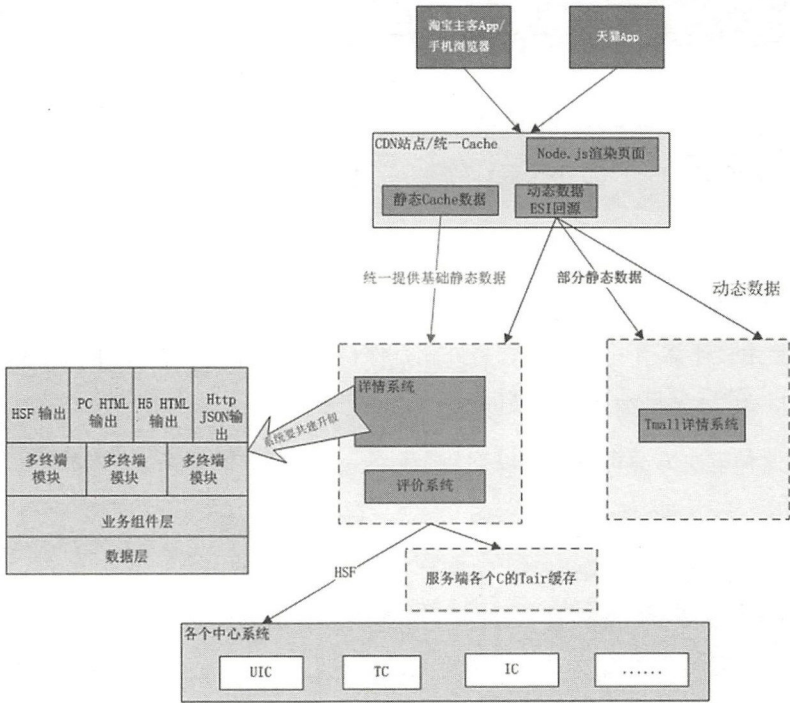 淘宝主客App/
手机浏览器
天猫App
CDN站点/统一Cache
Node.js渲染页面
静态Cache数据
动态数据
ESI回源
统一提供基础静态数据
部分静态数据
动态数据
详情系统
评价系统
Tmall详情系统
系统要共建升级
HSF 输出
PC HTML
输出
H5 HTML
输出
Http
JSON输
出
多终端
模块
多终端
模块
多终端
模块
业务组件层
数据层
HSF
服务端各个C的Tair缓存
各个中心系统
UIC
TC
IC
......